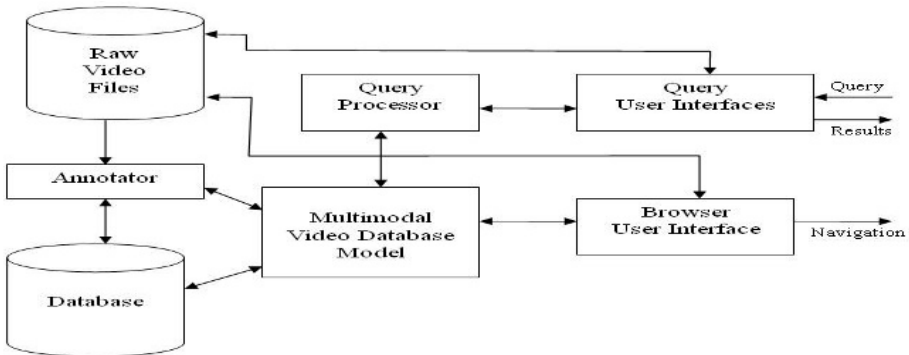 Raw
Video
Files
Query
Processor
Query
User Interfaces
Query
Results
Annotator
Multimodal
Video Database
Model
Browser
User Interface
Navigation
Database